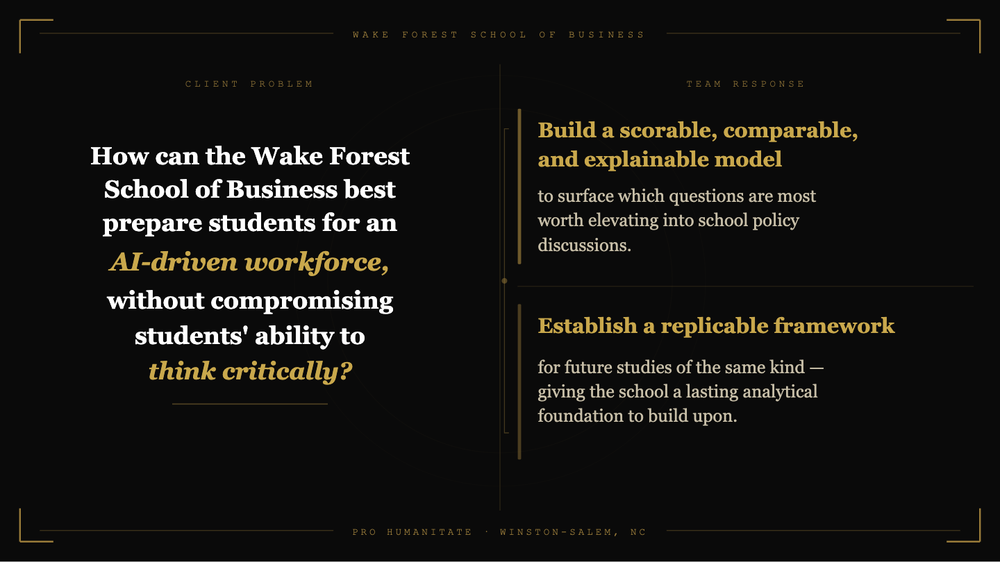 WAKE FOREST SCHOOL OF BUSINESS
CLIENT PROBLEM
How can the Wake Forest
School of Business best
prepare students for an
AI-driven workforce,
without compromising
students' ability to
think critically?
TEAM RESPONSE
Build a scorable, comparable,
and explainable model
to surface which questions are most
worth elevating into school policy
discussions.
Establish a replicable framework
for future studies of the same kind —
giving the school a lasting analytical
foundation to build upon.
PRO HUMANITATE · WINSTON-SALEM, NC